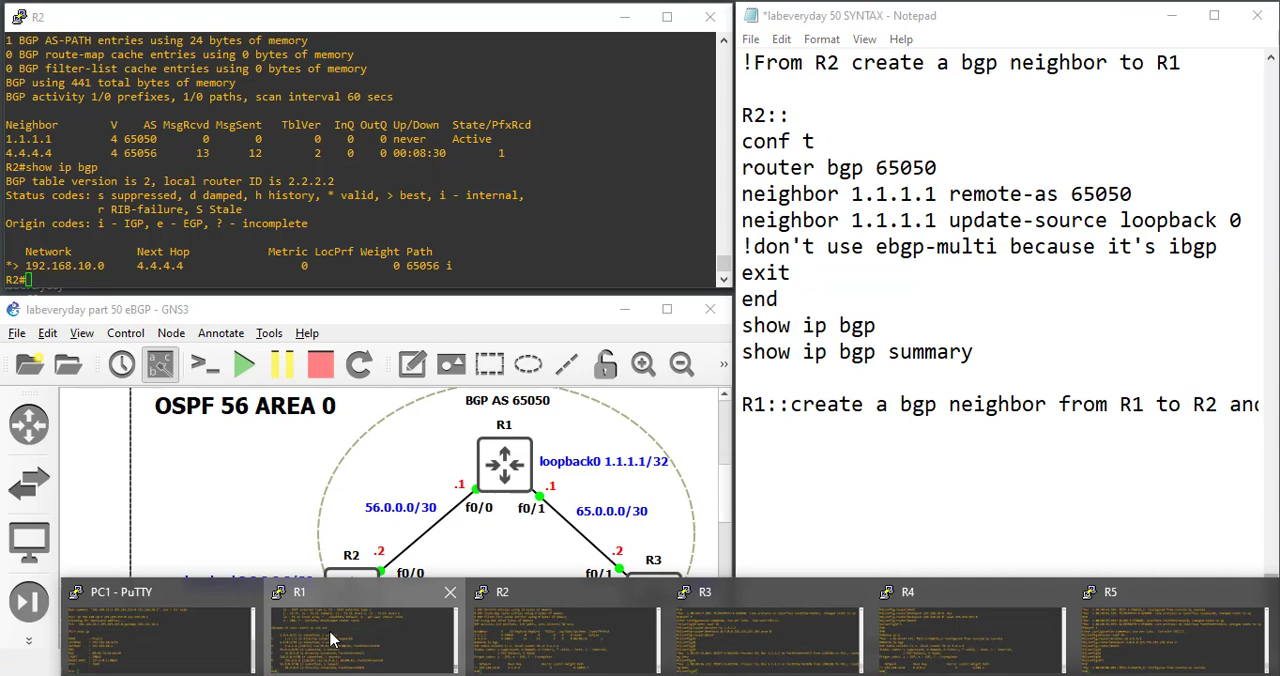 R2
1 BGP AS-PATH entries using 24 bytes of memory
0 BGP route-map cache entries using 0 bytes of memory
0 BGP filter-list cache entries using 0 bytes of memory
BGP using 441 total bytes of memory
BGP activity 1/0 prefixes, 1/0 paths, scan interval 60 secs
Neighbor V AS MsgRcvd MsgSent TblVer InQ OutQ Up/Down State/PfxRcd
1.1.1.1 4 65050 0 0 0 0 0 never Active
4.4.4.4 4 65056 13 12 2 0 0 00:08:30 1
R2#show ip bgp
BGP table version is 2, local router ID is 2.2.2.2
Status codes: s suppressed, d damped, h history, * valid, > best, i - internal,
r RIB-failure, S Stale
Origin codes: i - IGP, e - EGP, ? - incomplete
Network Next Hop Metric LocPrf Weight Path
*> 192.168.10.0 4.4.4.4 0 0 65056 i
R2#
*labeveryday 50 SYNTAX - Notepad
File Edit Format View Help
!From R2 create a bgp neighbor to R1
R2::
conf t
router bgp 65050
neighbor 1.1.1.1 remote-as 65050
neighbor 1.1.1.1 update-source loopback 0
!don't use ebgp-multi because it's ibgp
exit
end
show ip bgp
show ip bgp summary
R1::create a bgp neighbor from R1 to R2 and
labeveryday part 50 eBGP - GNS3
File Edit View Control Node Annotate Tools Help
OSPF 56 AREA 0
BGP AS 65050
R1
loopback0 1.1.1.1/32
.1 .1
56.0.0.0/30 f0/0 f0/1 65.0.0.0/30
R2 .2 .2 R3
f0/0 f0/1
PC1 - PuTTY R1 R2 R3 R4 R5